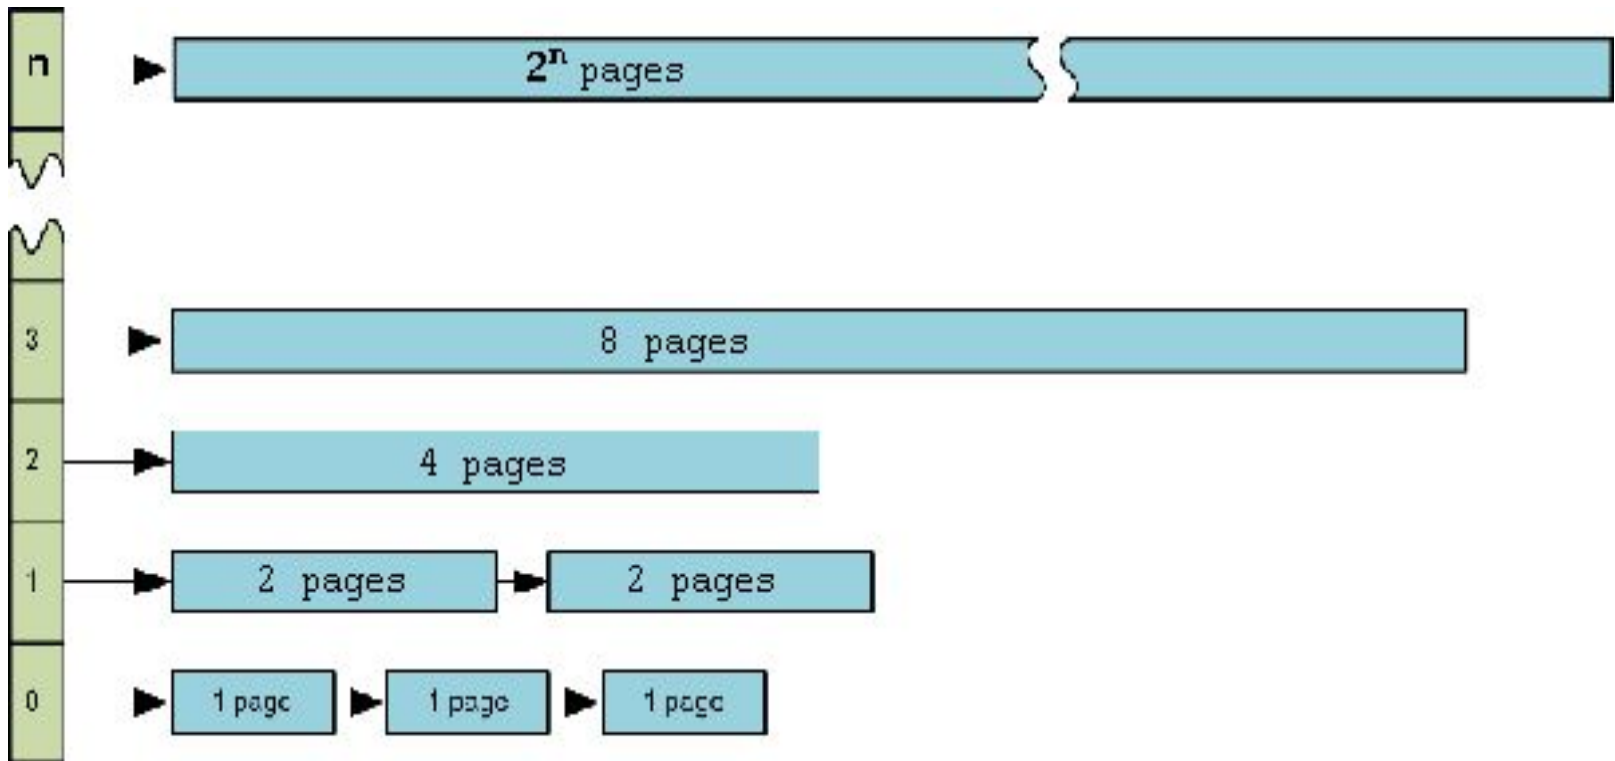 n 2ⁿ pages
3 8 pages
2 4 pages
1 2 pages 2 pages
0 1 page 1 page 1 page